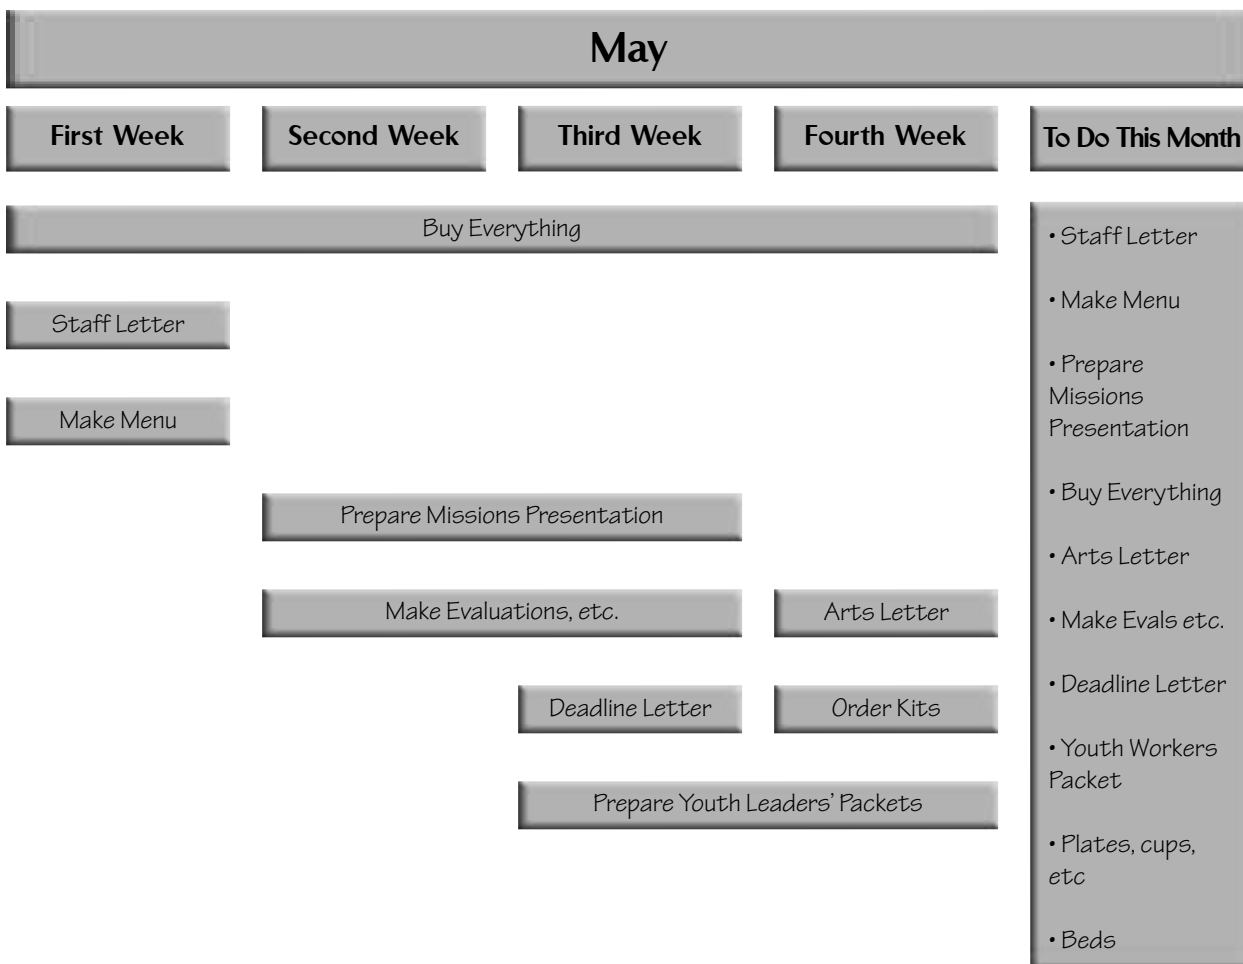 May
First Week
Second Week
Third Week
Fourth Week
To Do This Month
Buy Everything
Staff Letter
Make Menu
Prepare Missions Presentation
Make Evaluations, etc.
Arts Letter
Deadline Letter
Order Kits
Prepare Youth Leaders' Packets
• Staff Letter
• Make Menu
• Prepare
Missions
Presentation
• Buy Everything
• Arts Letter
• Make Evals etc.
• Deadline Letter
• Youth Workers
Packet
• Plates, cups,
etc
• Beds